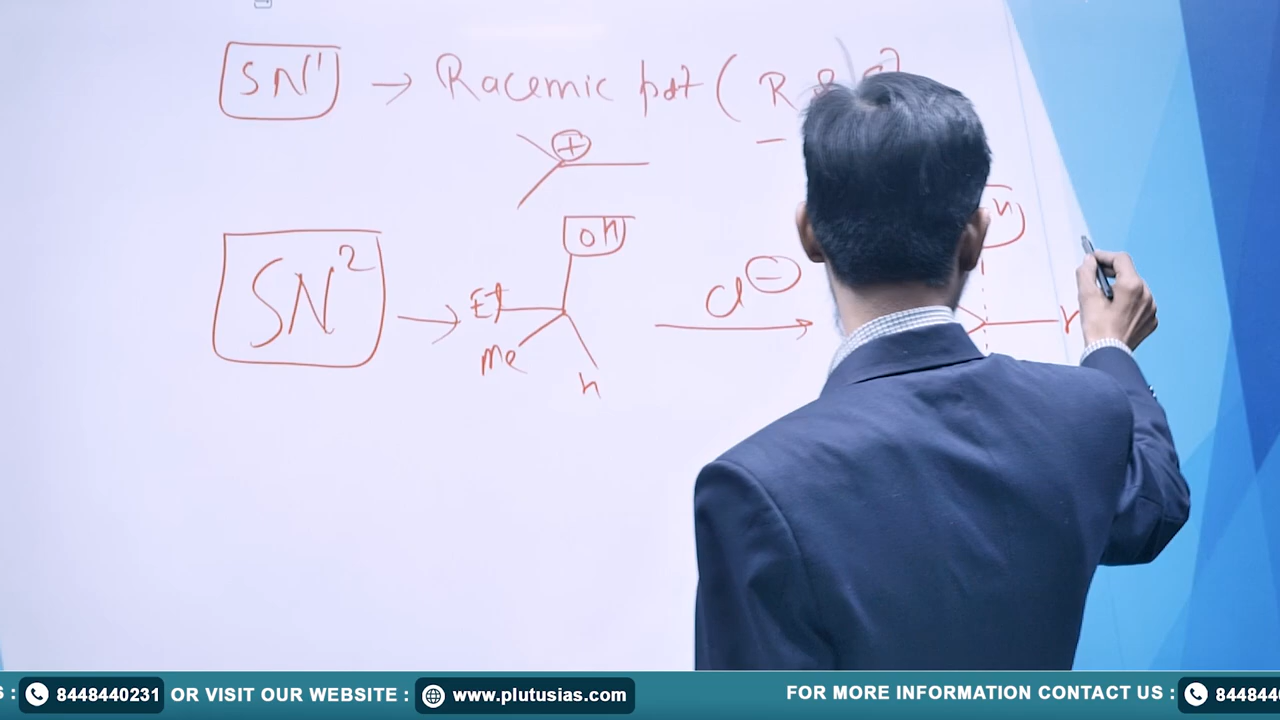 SN¹ → Racemic pdt ( R &
+
SN² → OH
Et
Me
H
Cl⊖
H
8448440231 OR VISIT OUR WEBSITE : www.plutusias.com FOR MORE INFORMATION CONTACT US :